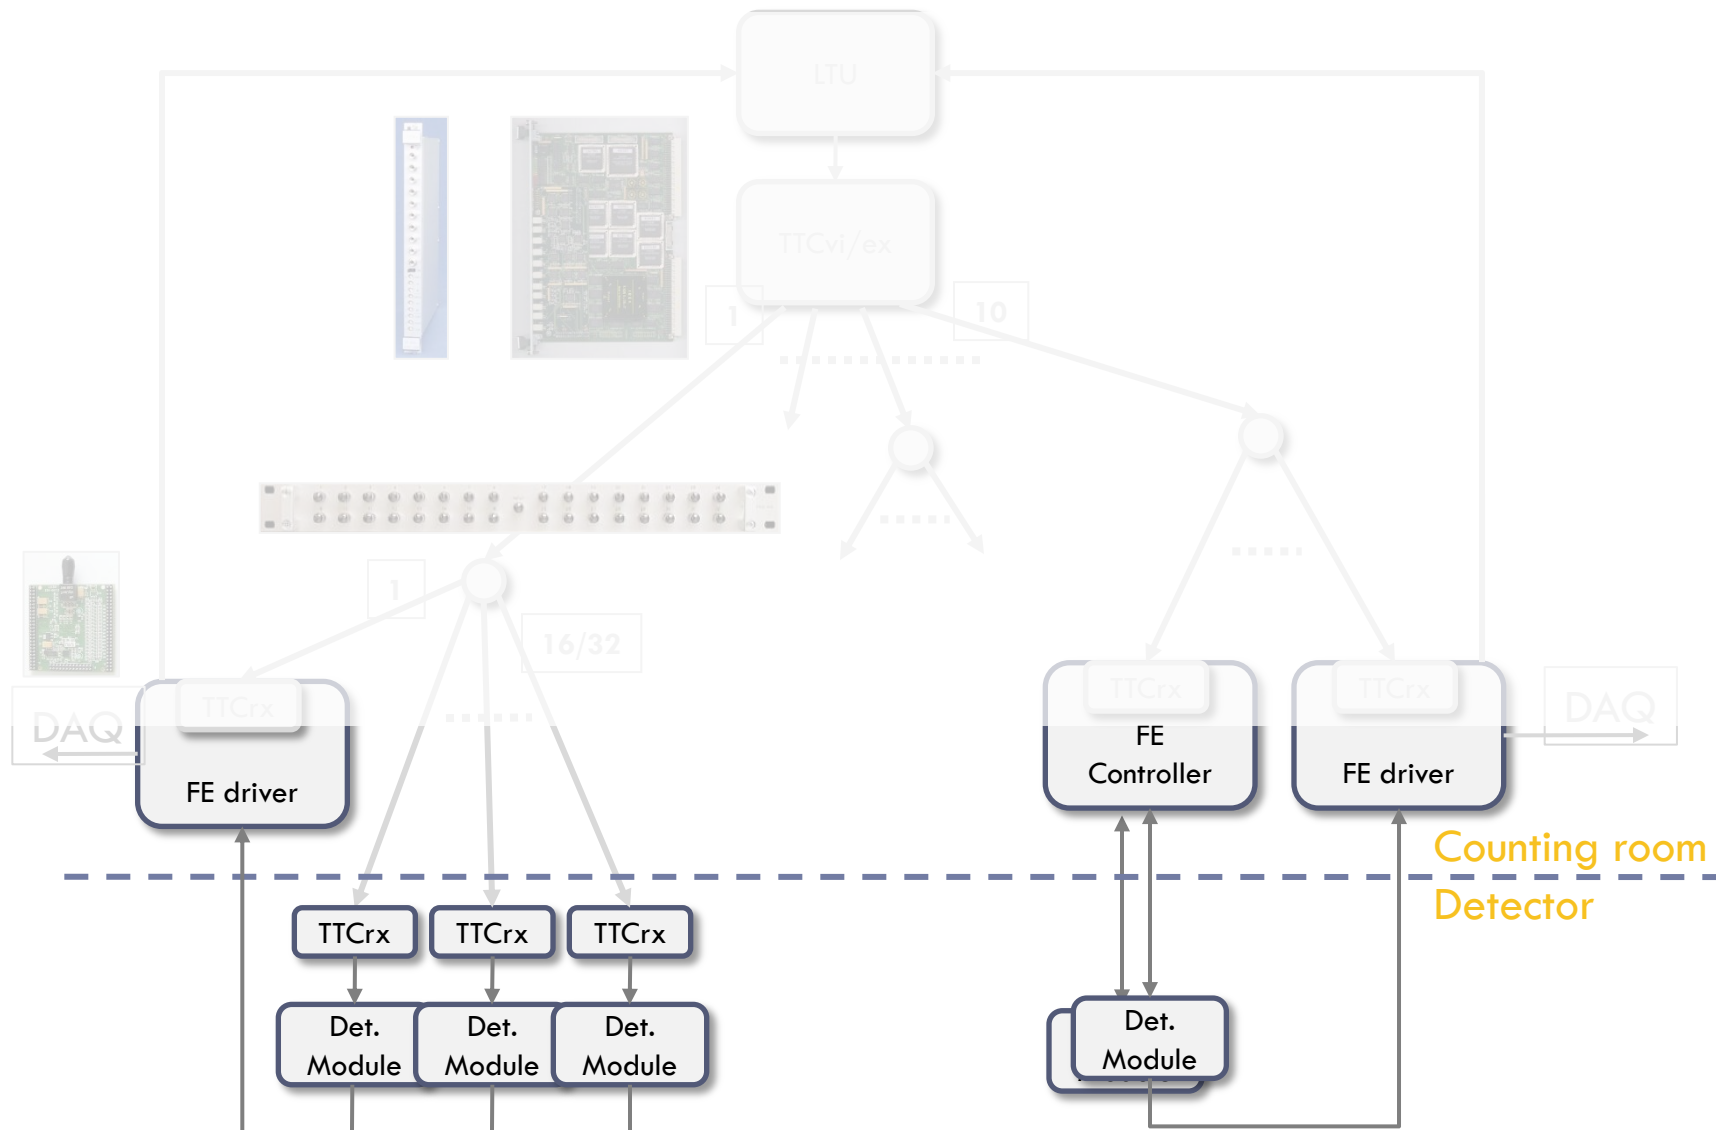 LTU
TTCvi/ex
1
10
1
16/32
TTCrx
TTCrx
TTCrx
DAQ
DAQ
FE
Controller
FE driver
FE driver
Counting room
Detector
TTCrx
TTCrx
TTCrx
Det.
Module
Det.
Module
Det.
Module
Det.
Module